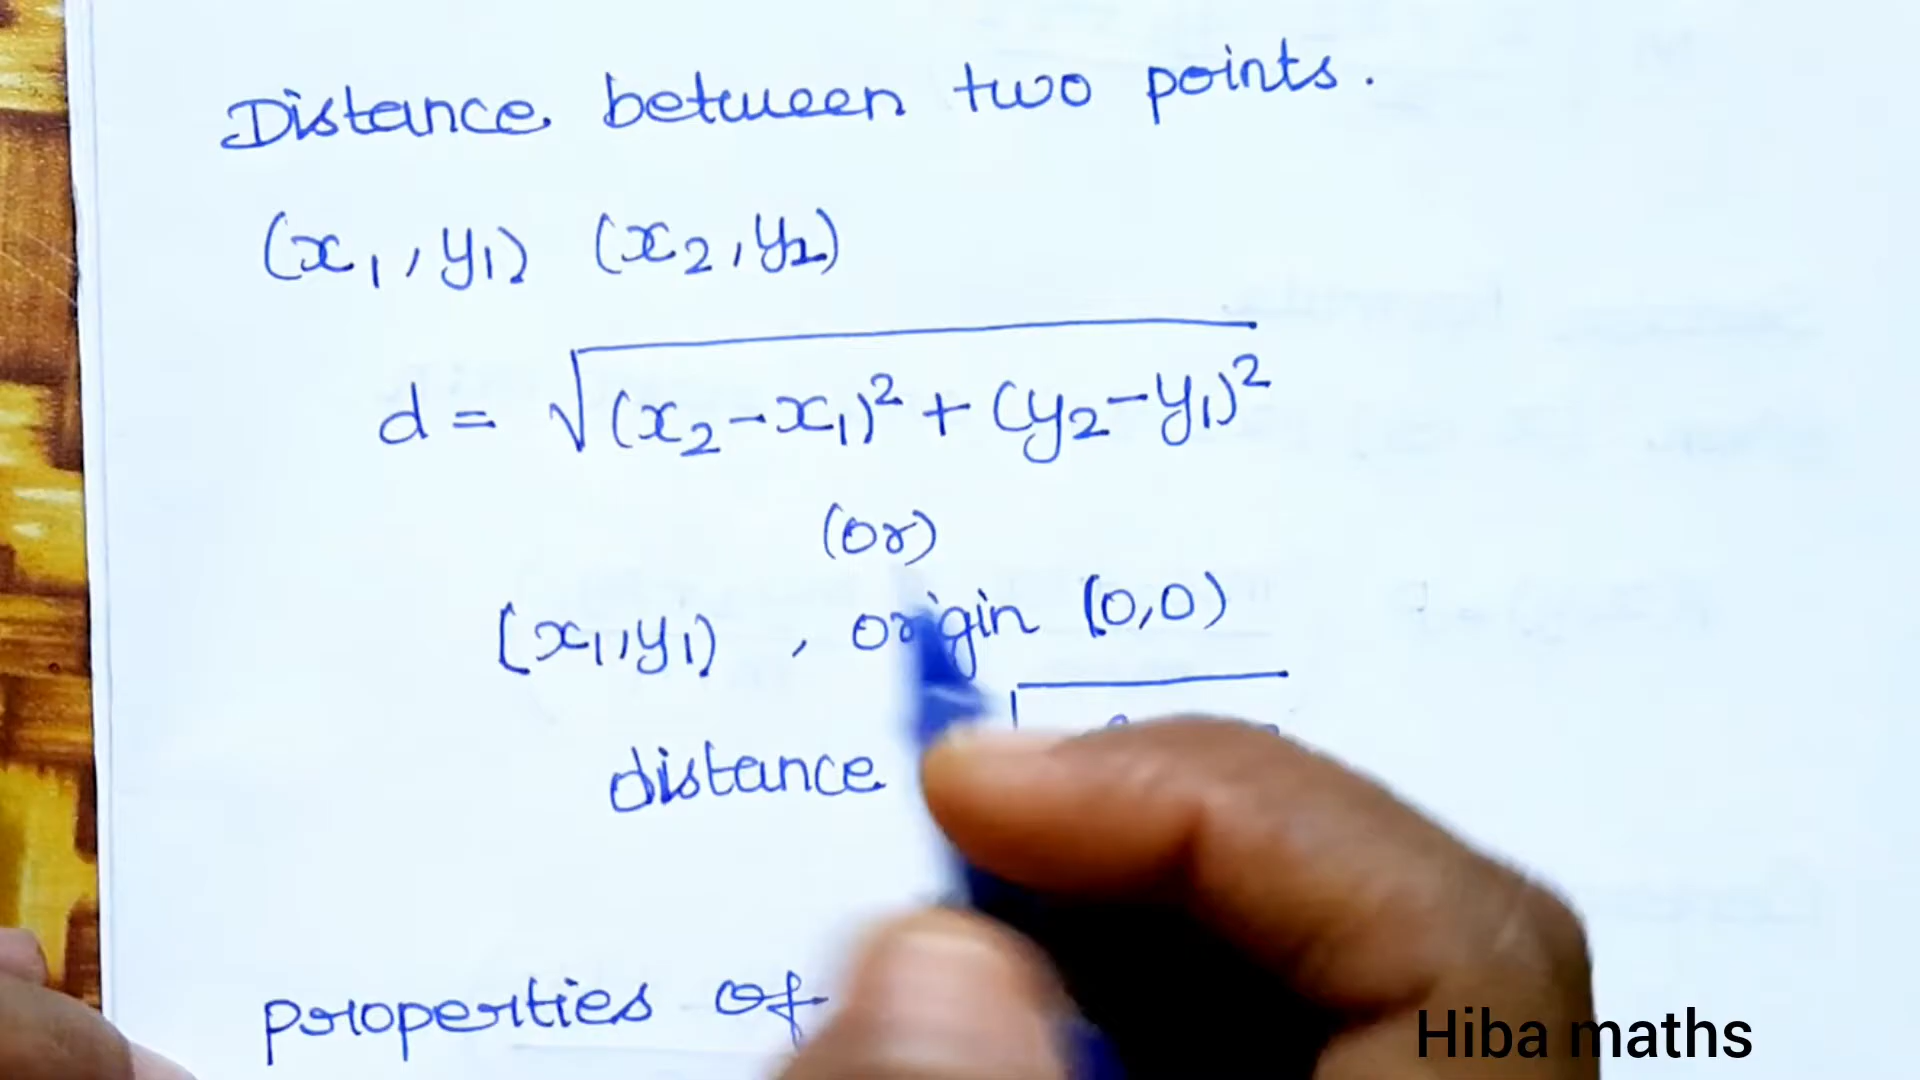 Distance between two points.
(x₁, y₁) (x₂, y₂)
d = √(x₂-x₁)² + (y₂-y₁)²
(or)
(x₁, y₁) , origin (0,0)
distance
properties of
Hiba maths